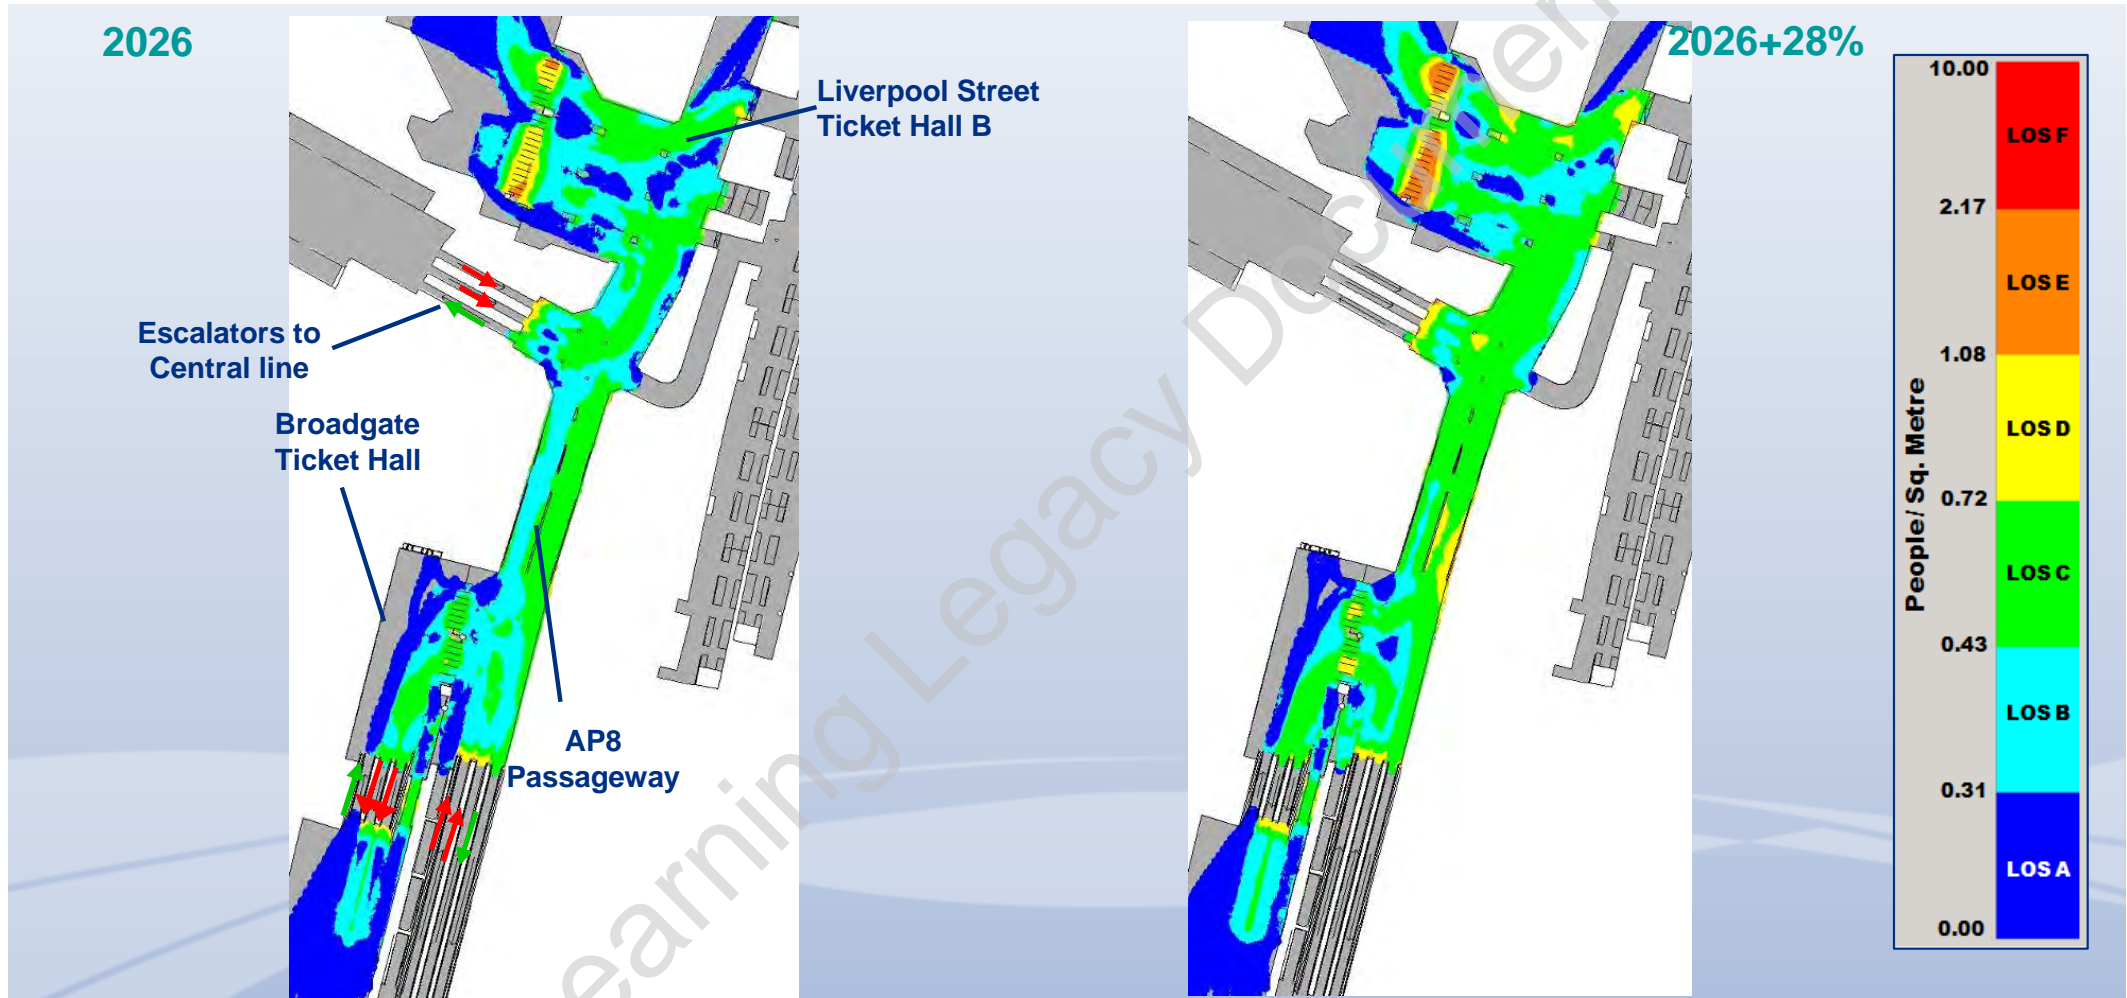 2026
2026+28%
Liverpool Street
Ticket Hall B
Escalators to
Central line
Broadgate
Ticket Hall
AP8
Passageway
10.00
LOS F
2.17
LOS E
1.08
LOS D
0.72
LOS C
0.43
LOS B
0.31
LOS A
0.00
People/ Sq. Metre
earning Legacy Documen